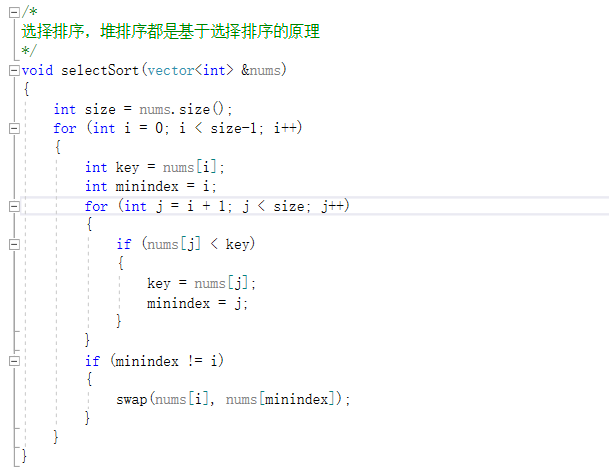 /*
选择排序，堆排序都是基于选择排序的原理
*/
void selectSort(vector<int> &nums)
{
    int size = nums.size();
    for (int i = 0; i < size-1; i++)
    {
        int key = nums[i];
        int minindex = i;
        for (int j = i + 1; j < size; j++)
        {
            if (nums[j] < key)
            {
                key = nums[j];
                minindex = j;
            }
        }
        if (minindex != i)
        {
            swap(nums[i], nums[minindex]);
        }
    }
}